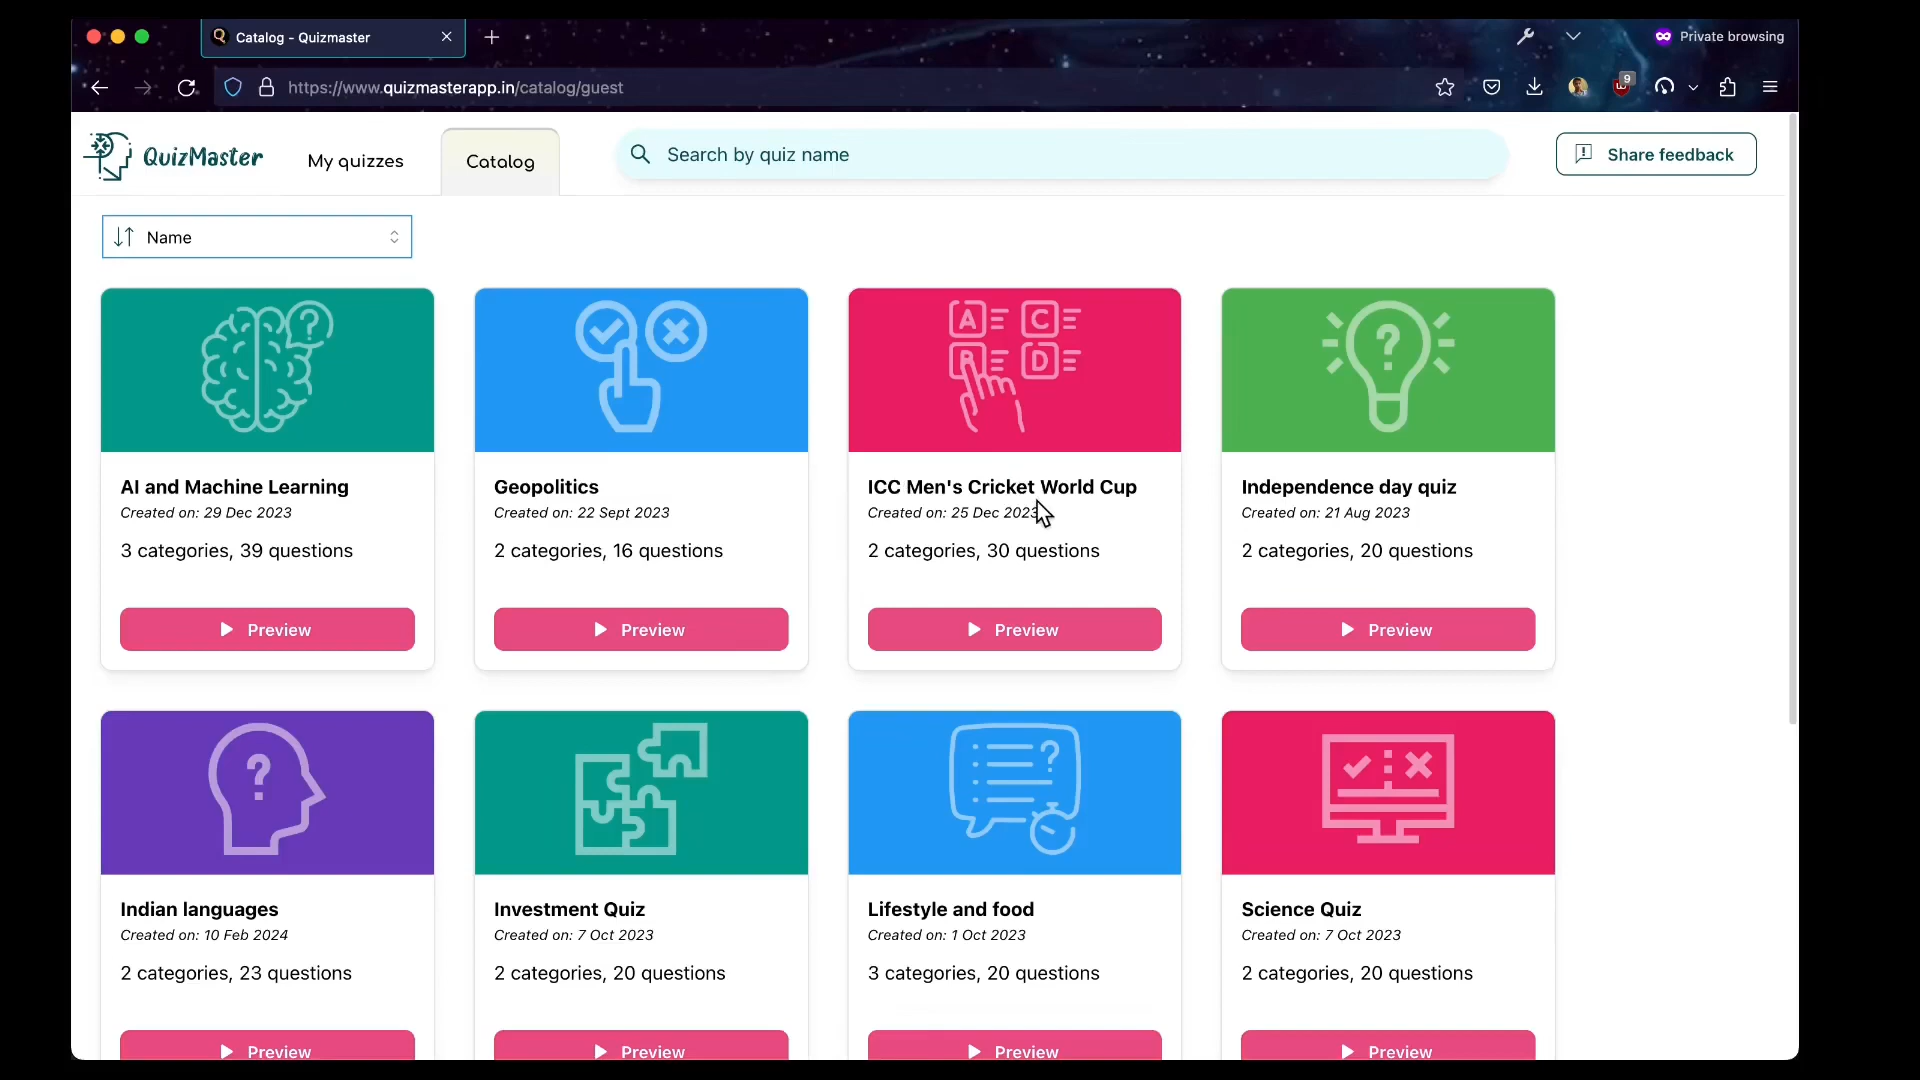 Catalog - Quizmaster
Private browsing
https://www.quizmasterapp.in/catalog/guest
9
QuizMaster
My quizzes
Catalog
Search by quiz name
Share feedback
Name
A C
B D
AI and Machine Learning
Created on: 29 Dec 2023
3 categories, 39 questions
Preview
Geopolitics
Created on: 22 Sept 2023
2 categories, 16 questions
Preview
ICC Men's Cricket World Cup
Created on: 25 Dec 2023
2 categories, 30 questions
Preview
Independence day quiz
Created on: 21 Aug 2023
2 categories, 20 questions
Preview
Indian languages
Created on: 10 Feb 2024
2 categories, 23 questions
Preview
Investment Quiz
Created on: 7 Oct 2023
2 categories, 20 questions
Preview
Lifestyle and food
Created on: 1 Oct 2023
3 categories, 20 questions
Preview
Science Quiz
Created on: 7 Oct 2023
2 categories, 20 questions
Preview